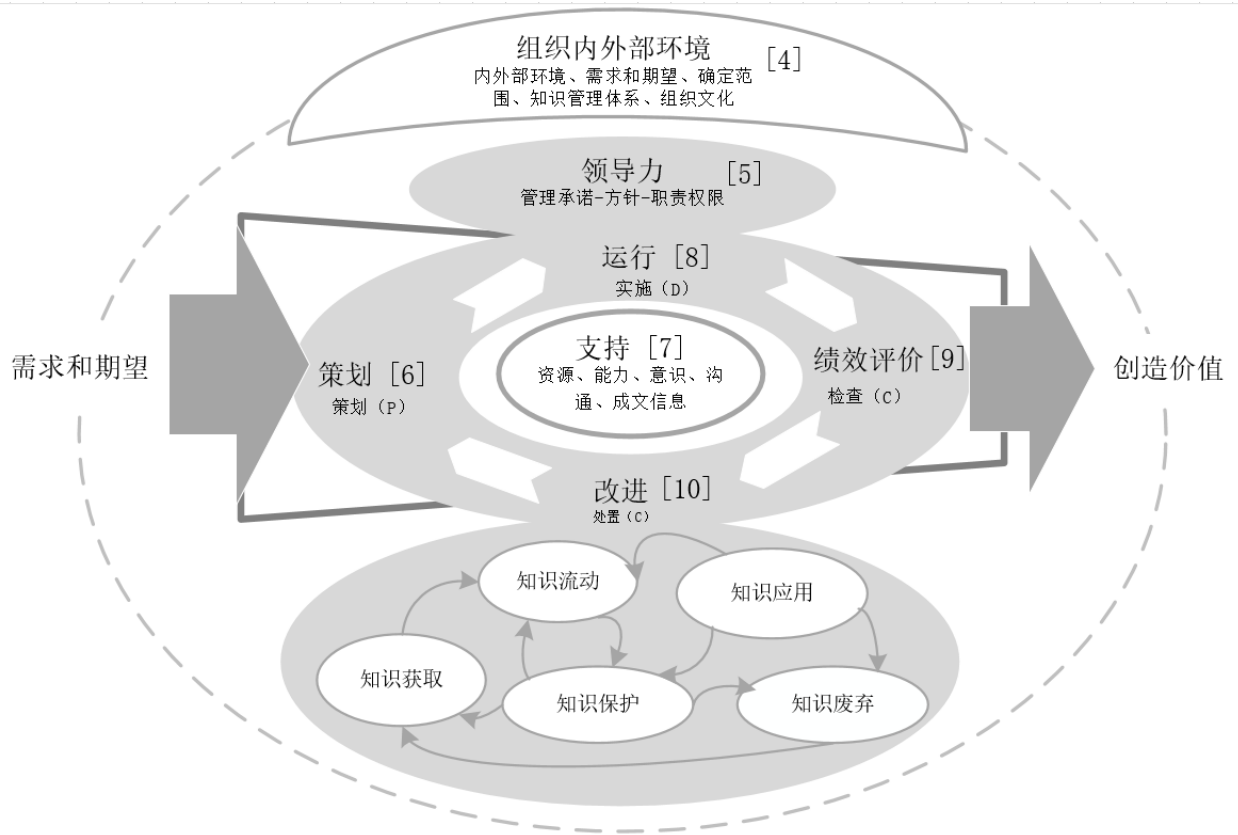 组织内外部环境 [4]
内外部环境、需求和期望、确定范
围、知识管理体系、组织文化
领导力 [5]
管理承诺-方针-职责权限
运行 [8]
实施（D）
需求和期望
策划 [6]
策划（P）
支持 [7]
资源、能力、意识、沟
通、成文信息
绩效评价[9]
检查（C）
创造价值
改进 [10]
处置（C）
知识流动
知识应用
知识获取
知识保护
知识废弃